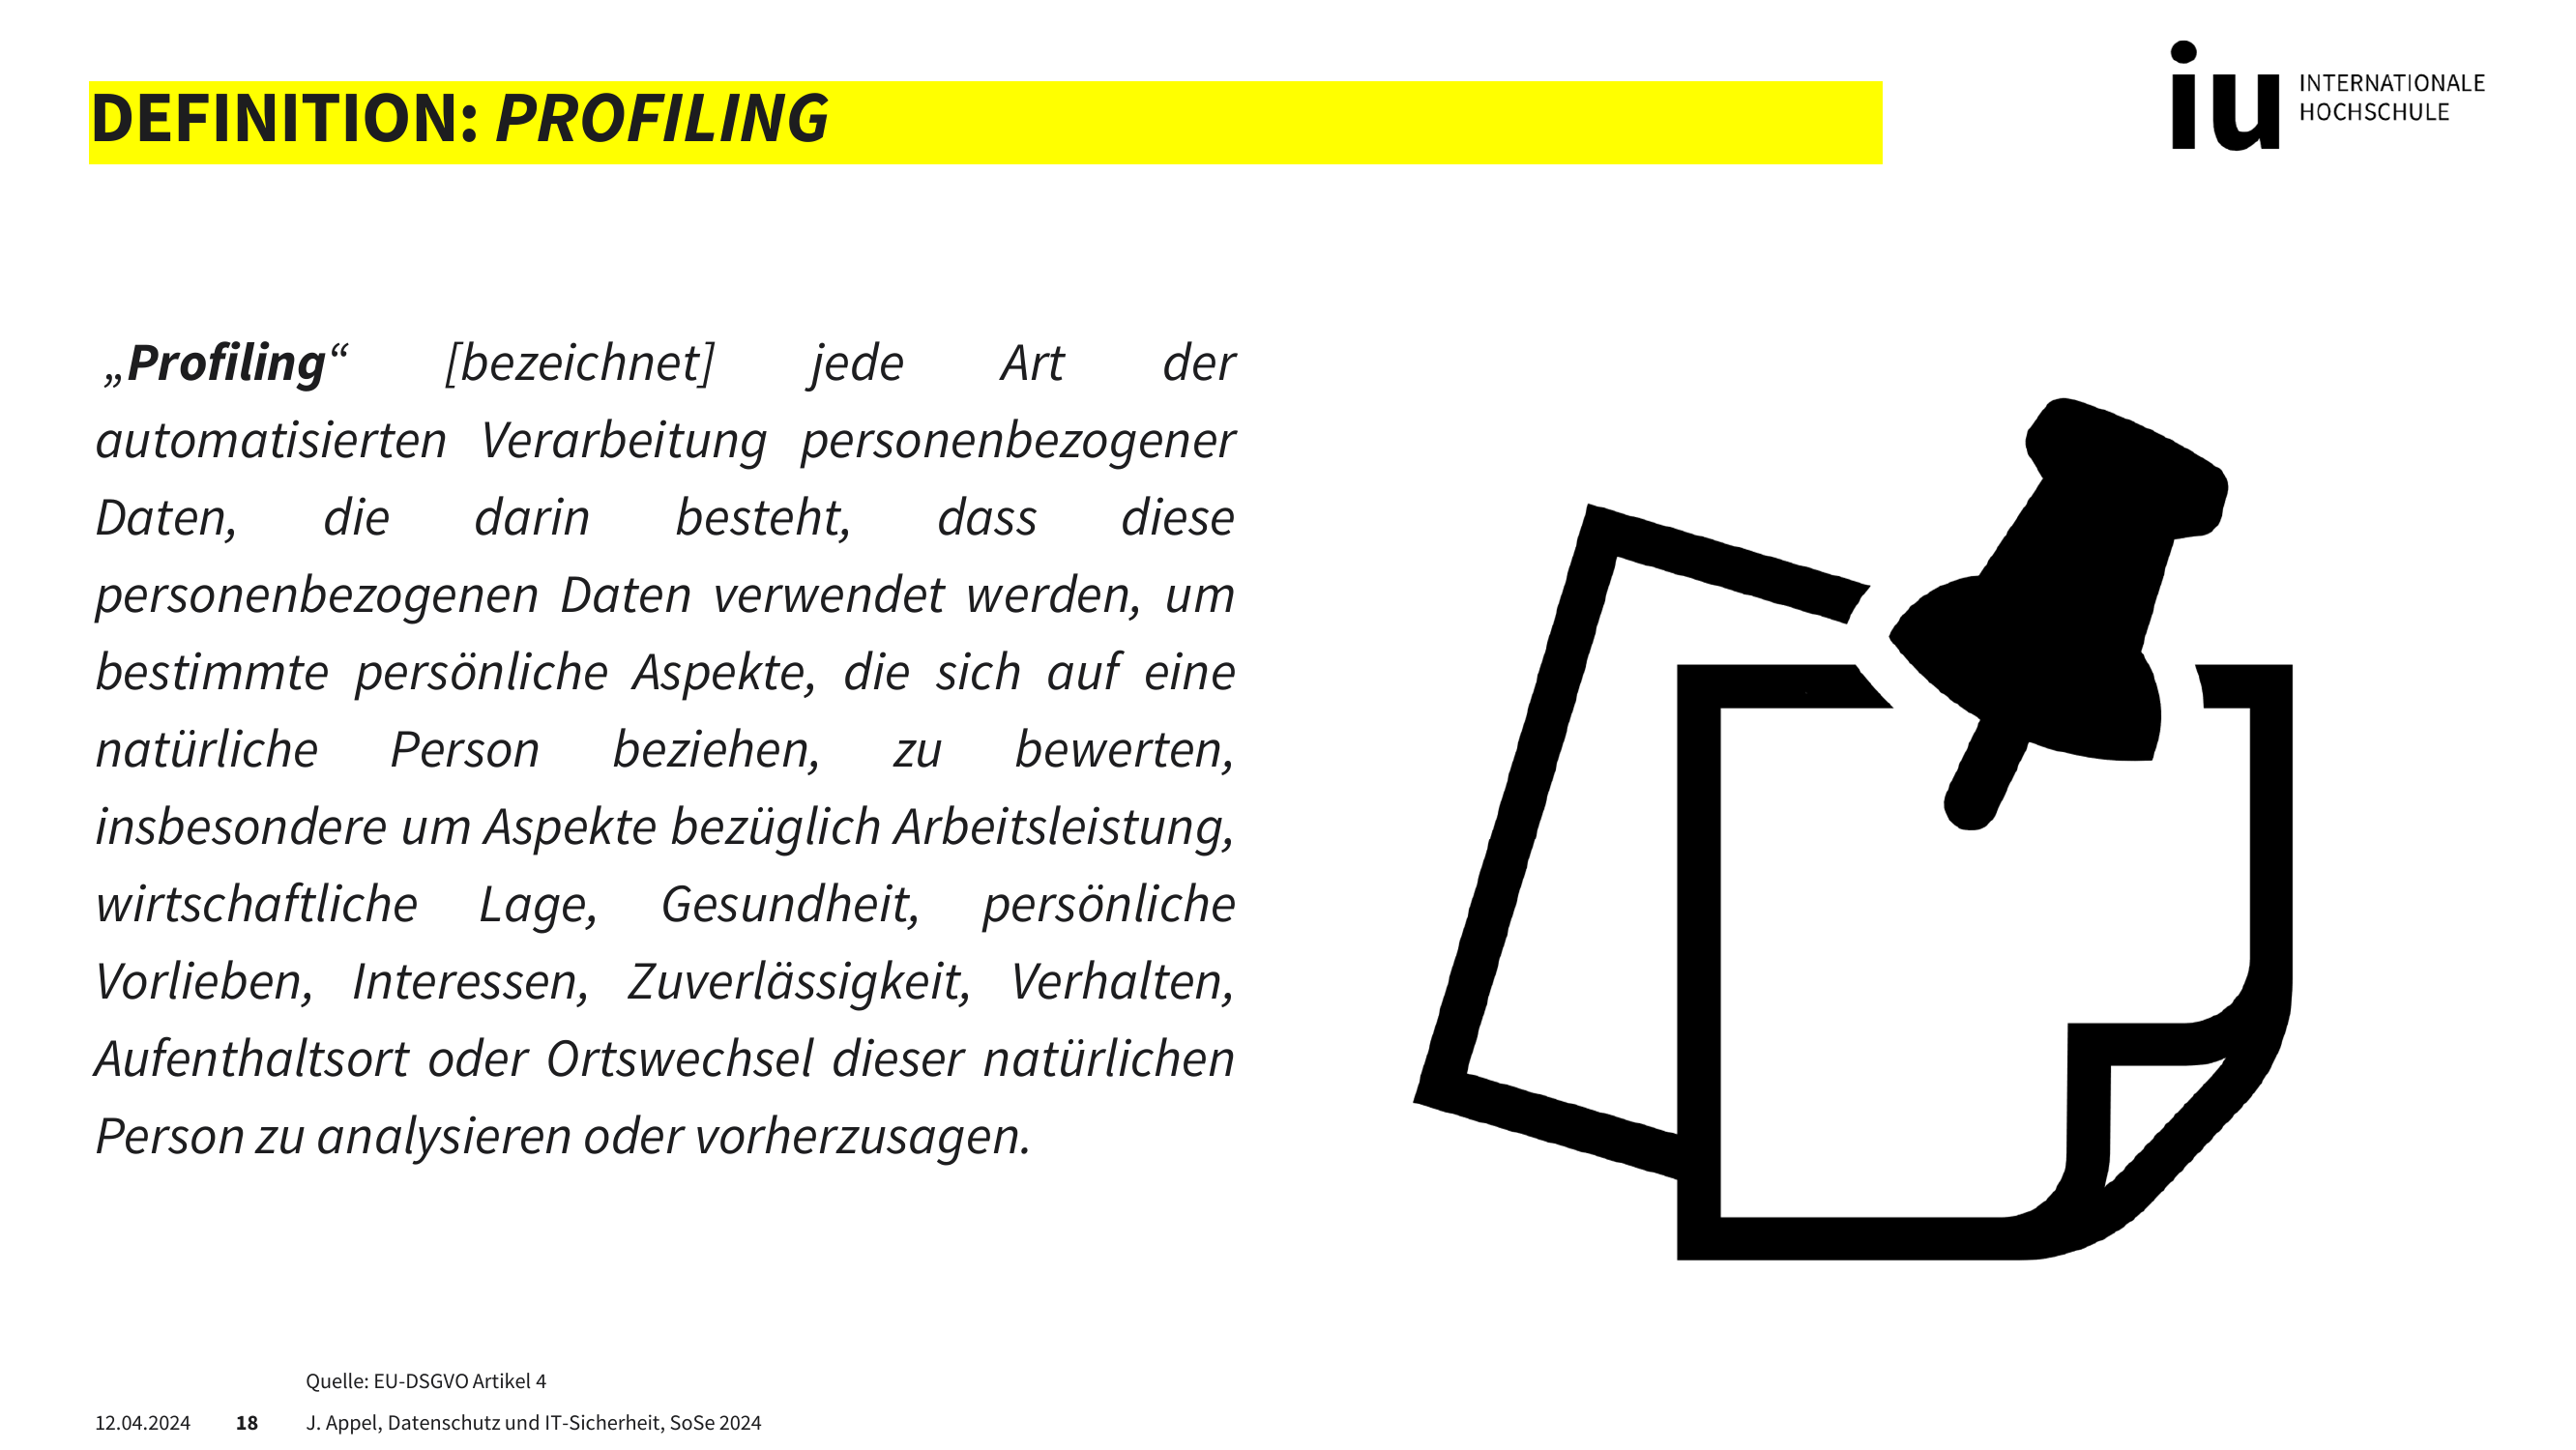 DEFINITION: PROFILING
iu INTERNATIONALE
HOCHSCHULE
„Profiling“ [bezeichnet] jede Art der
automatisierten Verarbeitung personenbezogener
Daten, die darin besteht, dass diese
personenbezogenen Daten verwendet werden, um
bestimmte persönliche Aspekte, die sich auf eine
natürliche Person beziehen, zu bewerten,
insbesondere um Aspekte bezüglich Arbeitsleistung,
wirtschaftliche Lage, Gesundheit, persönliche
Vorlieben, Interessen, Zuverlässigkeit, Verhalten,
Aufenthaltsort oder Ortswechsel dieser natürlichen
Person zu analysieren oder vorherzusagen.
Quelle: EU-DSGVO Artikel 4
12.04.2024 18 J. Appel, Datenschutz und IT-Sicherheit, SoSe 2024